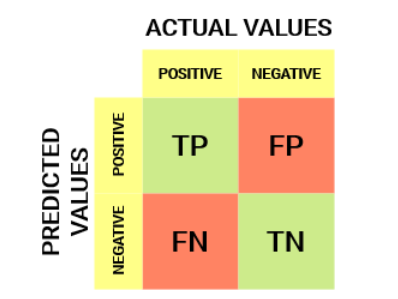 ACTUAL VALUES
POSITIVE NEGATIVE
PREDICTED
VALUES
POSITIVE
TP FP
NEGATIVE
FN TN